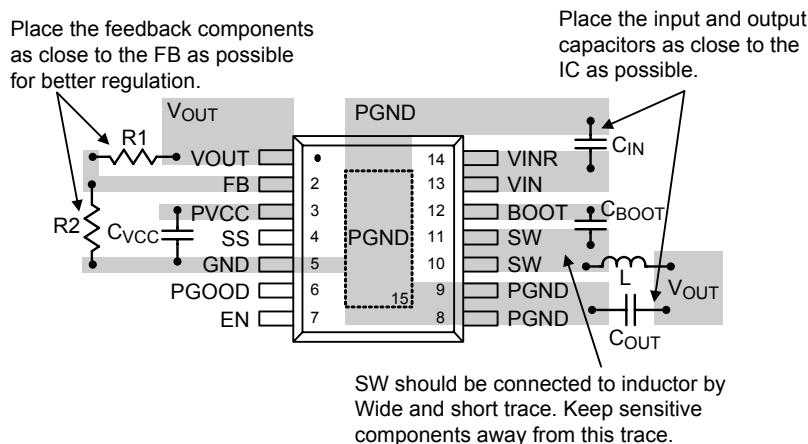 Place the feedback components
as close to the FB as possible
for better regulation.
Place the input and output
capacitors as close to the
IC as possible.
VOUT
PGND
R1
CIN
VOUT
14
VINR
FB
2
13
VIN
PVCC
3
12
BOOT
CBOOT
R2
CVCC
SS
4
PGND
11
SW
GND
5
10
SW
L
VOUT
PGOOD
6
15
9
PGND
EN
7
8
PGND
COUT
SW should be connected to inductor by
Wide and short trace. Keep sensitive
components away from this trace.